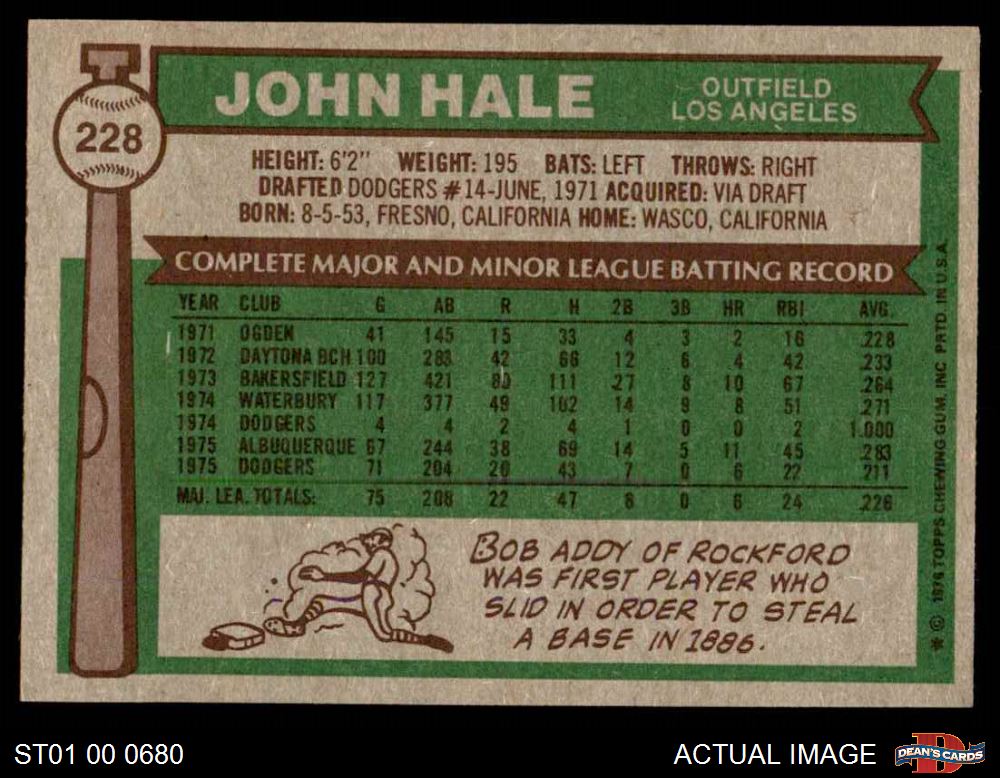 JOHN HALE
OUTFIELD
LOS ANGELES
228
HEIGHT: 6'2" WEIGHT: 195 BATS: LEFT THROWS: RIGHT
DRAFTED DODGERS #14-JUNE, 1971 ACQUIRED: VIA DRAFT
BORN: 8-5-53, FRESNO, CALIFORNIA HOME: WASCO, CALIFORNIA
COMPLETE MAJOR AND MINOR LEAGUE BATTING RECORD
YEAR CLUB G AB R H 2B 3B HR RBI AVG.
1971 OGDEN 41 145 15 33 4 3 2 16 .228
1972 DAYTONA BCH 100 283 42 66 12 6 4 42 .233
1973 BAKERSFIELD 127 421 80 111 27 8 10 67 .264
1974 WATERBURY 117 377 49 102 14 9 8 51 .271
1974 DODGERS 4 4 2 4 1 0 0 2 1.000
1975 ALBUQUERQUE 67 244 38 69 14 5 11 45 .283
1975 DODGERS 71 204 20 43 7 0 6 22 .211
MAJ. LEA. TOTALS: 75 208 22 47 8 0 6 24 .226
BOB ADDY OF ROCKFORD
WAS FIRST PLAYER WHO
SLID IN ORDER TO STEAL
A BASE IN 1886.
* © 1976 TOPPS CHEWING GUM, INC PRTD. IN U.S.A.
ST01 00 0680
ACTUAL IMAGE
D
DEAN'S CARDS